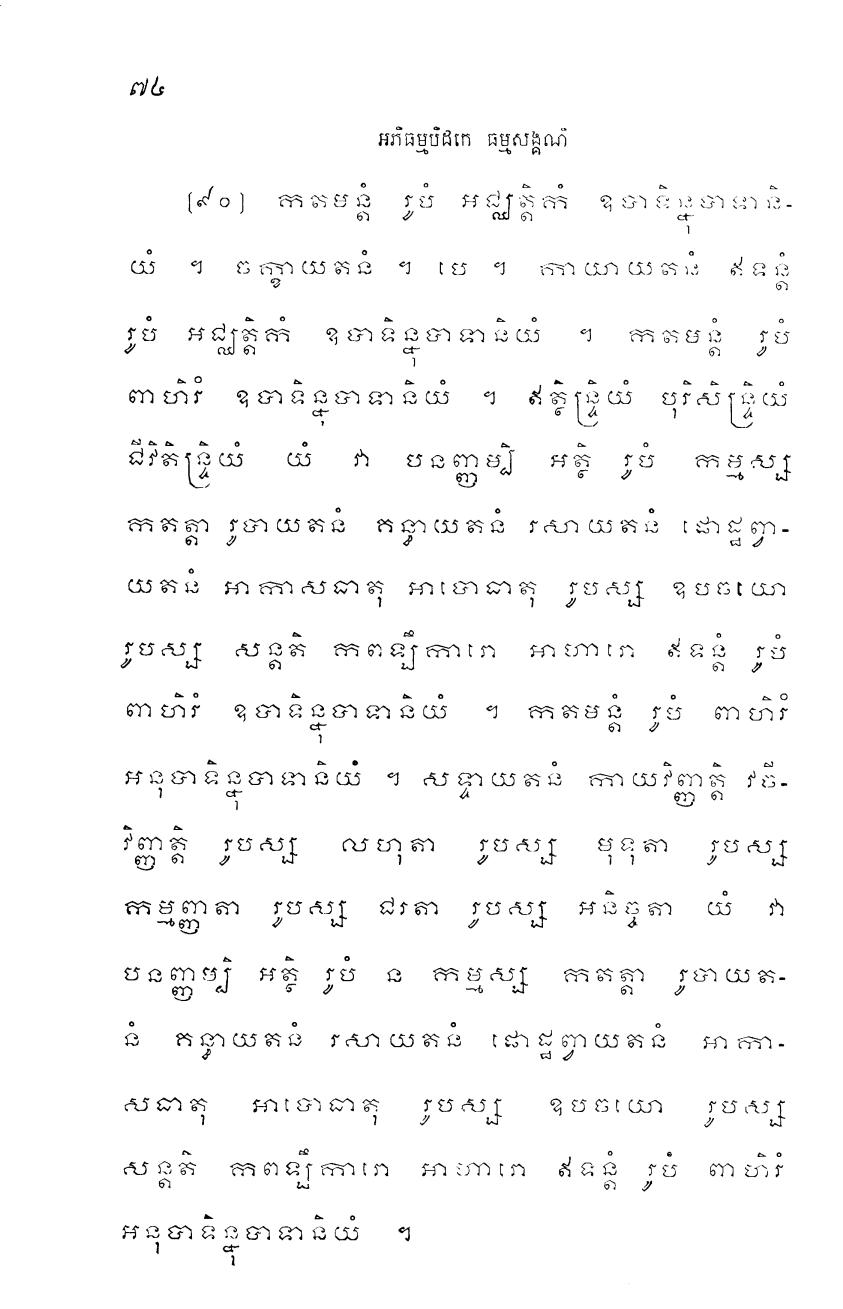 ៧៤
អភិធម្មបិដកេ ធម្មសង្គណី
[៩០] កតមន្តំ រូបំ អជ្ឈត្តិកំ ឧបាទិន្នុបាទានិ-
យំ ។ ចក្ខាយតនំ ។ បេ ។ កាយាយតនំ ឥទន្តំ
រូបំ អជ្ឈត្តិកំ ឧបាទិន្នុបាទានិយំ ។ កតមន្តំ រូបំ
ពាហិរំ ឧបាទិន្នុបាទានិយំ ។ ឥត្ថិន្ទ្រិយំ បុរិសិន្ទ្រិយំ
ជីវិតិន្ទ្រិយំ យំ វា បនញ្ញម្បិ អត្ថិ រូបំ កម្មស្ស
កតត្តា រូបាយតនំ គន្ធាយតនំ រសាយតនំ ផោដ្ឋព្វា-
យតនំ អាកាសធាតុ អាបោធាតុ រូបស្ស ឧបចយោ
រូបស្ស សន្តតិ កពឡីការោ អាហារោ ឥទន្តំ រូបំ
ពាហិរំ ឧបាទិន្នុបាទានិយំ ។ កតមន្តំ រូបំ ពាហិរំ
អនុបាទិន្នុបាទានិយំ ។ សទ្ទាយតនំ កាយវិញ្ញត្តិ វចី-
វិញ្ញត្តិ រូបស្ស លហុតា រូបស្ស មុទុតា រូបស្ស
កម្មញ្ញតា រូបស្ស ជរតា រូបស្ស អនិច្ចតា យំ វា
បនញ្ញម្បិ អត្ថិ រូបំ ន កម្មស្ស កតត្តា រូបាយត-
នំ គន្ធាយតនំ រសាយតនំ ផោដ្ឋព្វាយតនំ អាកា-
សធាតុ អាបោធាតុ រូបស្ស ឧបចយោ រូបស្ស
សន្តតិ កពឡីការោ អាហារោ ឥទន្តំ រូបំ ពាហិរំ
អនុបាទិន្នុបាទានិយំ ។